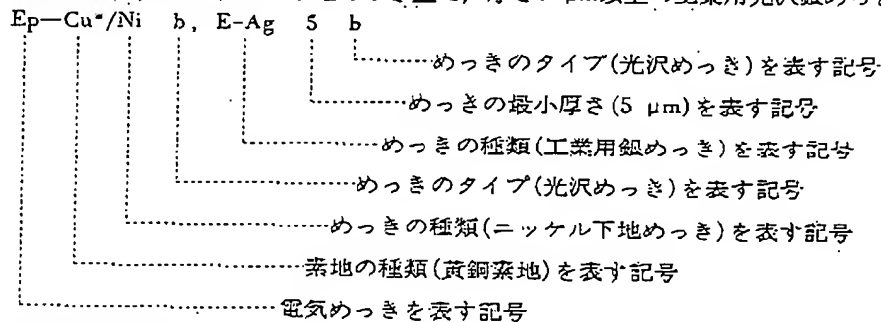 Ep—Cu*/Ni b, E-Ag 5 b
めっきのタイプ(光沢めっき)を表す記号
めっきの最小厚さ(5 μm)を表す記号
めっきの種類(工業用銀めっき)を表す記号
めっきのタイプ(光沢めっき)を表す記号
めっきの種類(ニッケル下地めっき)を表す記号
素地の種類(黄銅素地)を表す記号
電気めっきを表す記号